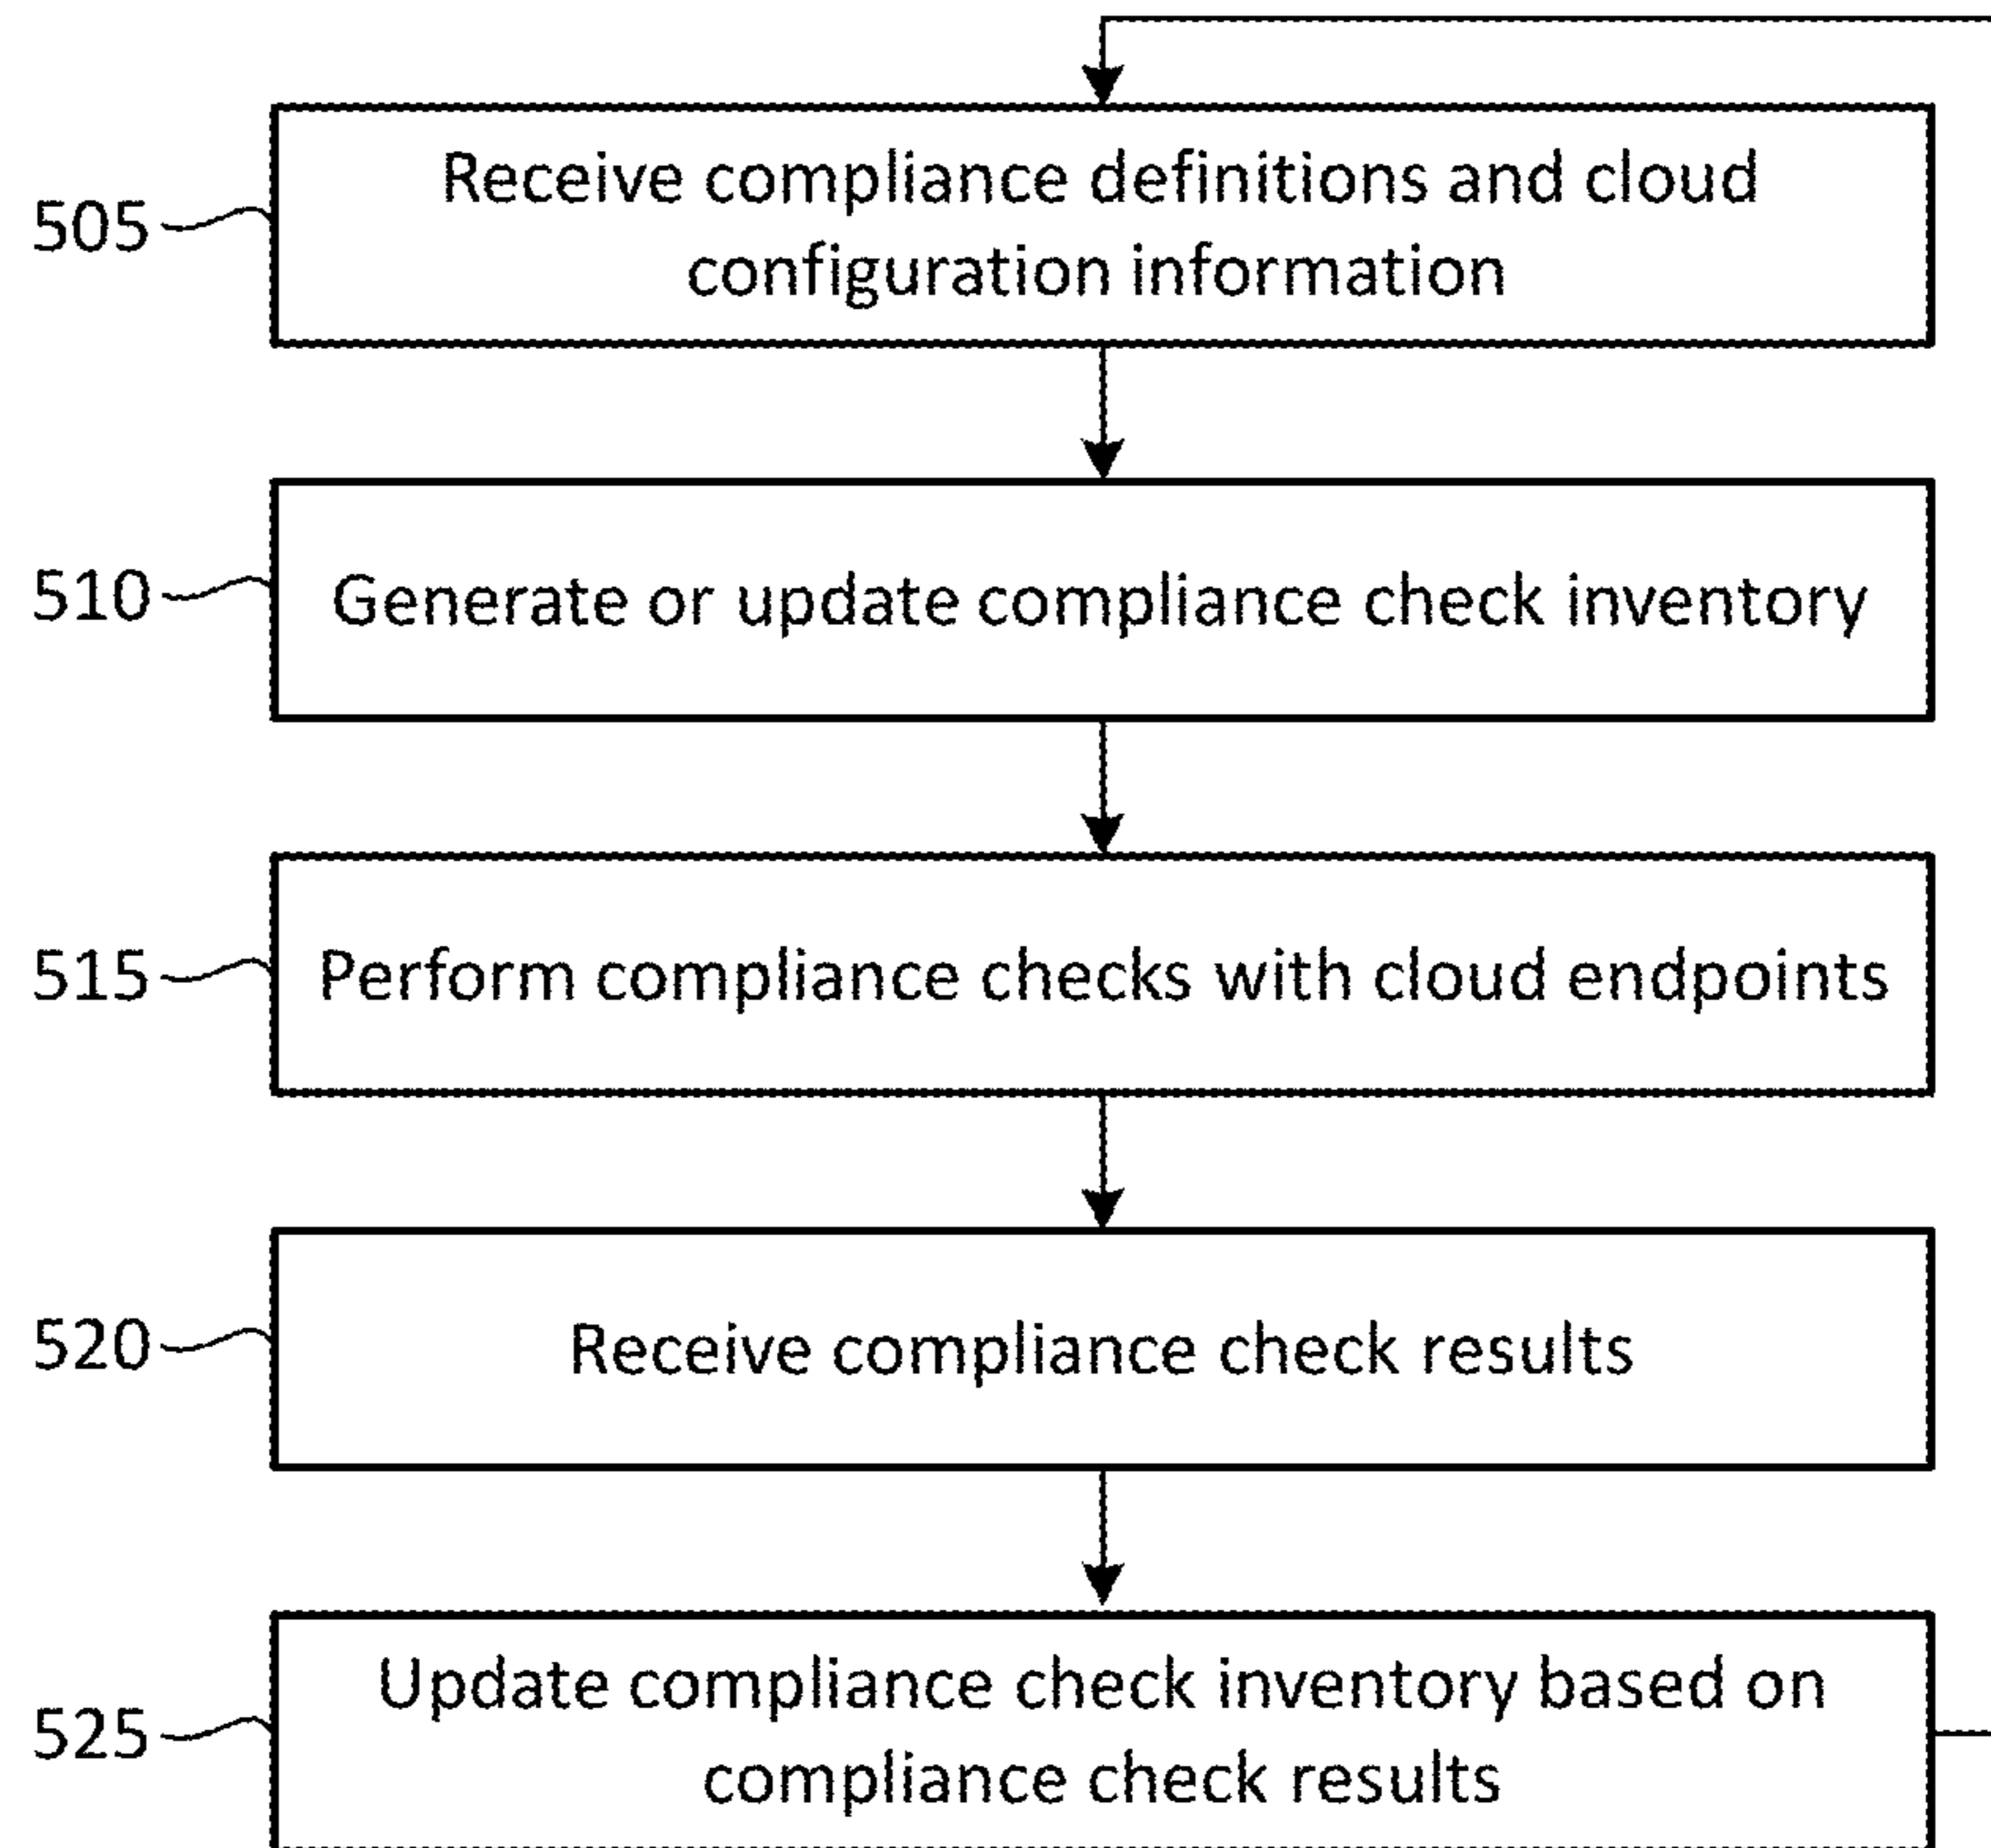 505
Receive compliance definitions and cloud
configuration information
510
Generate or update compliance check inventory
515
Perform compliance checks with cloud endpoints
520
Receive compliance check results
525
Update compliance check inventory based on
compliance check results